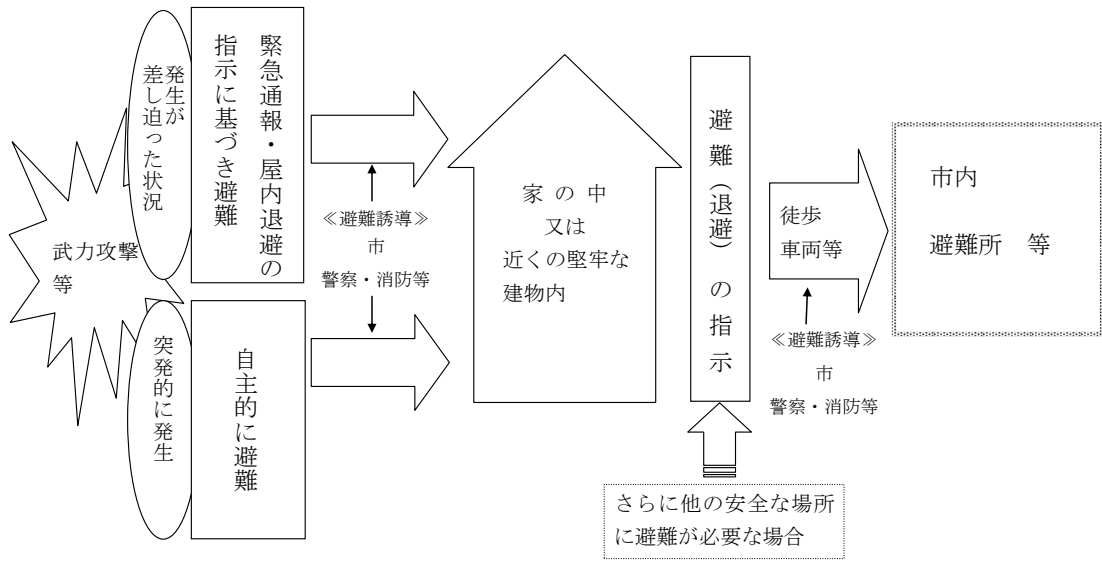 武力攻撃
等
発生が
差し迫った状況
緊急通報・屋内退避の
指示に基づき避難
突発的に発生
自主的に避難
≪避難誘導≫
市
警察・消防等
家の中
又は
近くの堅牢な
建物内
避難(退避)の指示
さらに他の安全な場所
に避難が必要な場合
徒歩
車両等
≪避難誘導≫
市
警察・消防等
市内
避難所　等